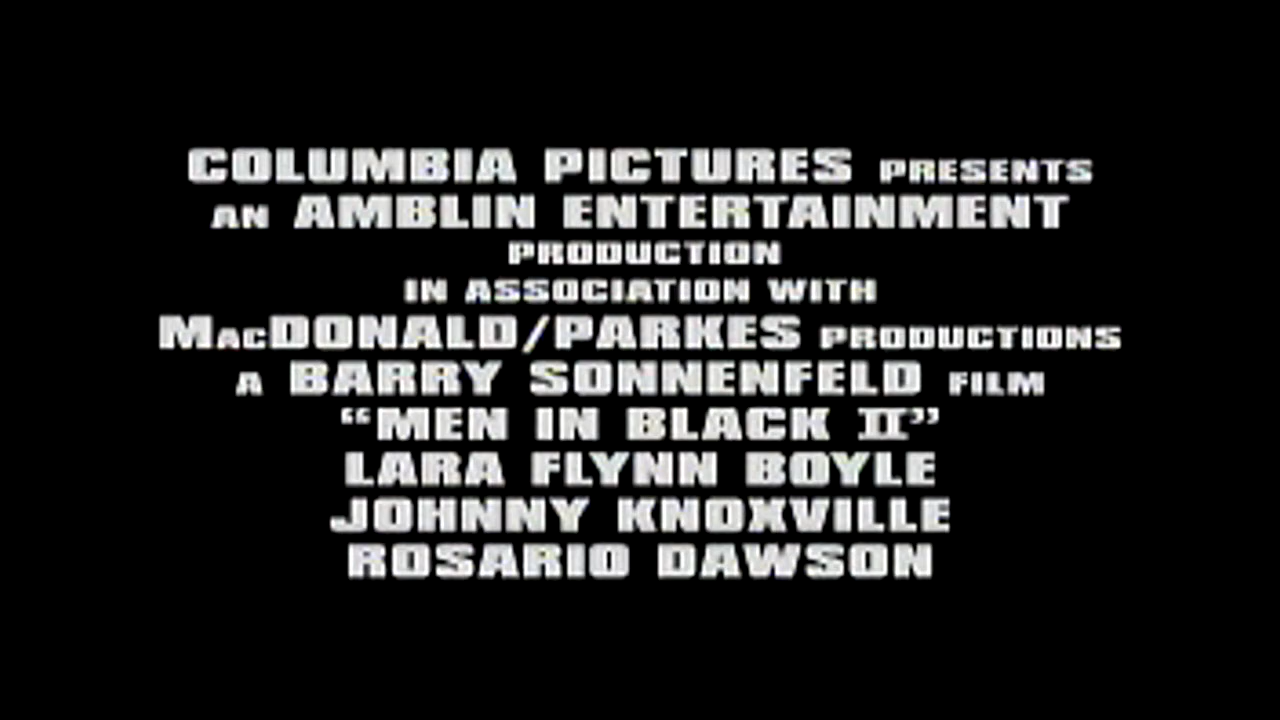 COLUMBIA PICTURES PRESENTS
AN AMBLIN ENTERTAINMENT
PRODUCTION
IN ASSOCIATION WITH
MACDONALD/PARKES PRODUCTIONS
A BARRY SONNENFELD FILM
“MEN IN BLACK II”
LARA FLYNN BOYLE
JOHNNY KNOXVILLE
ROSARIO DAWSON